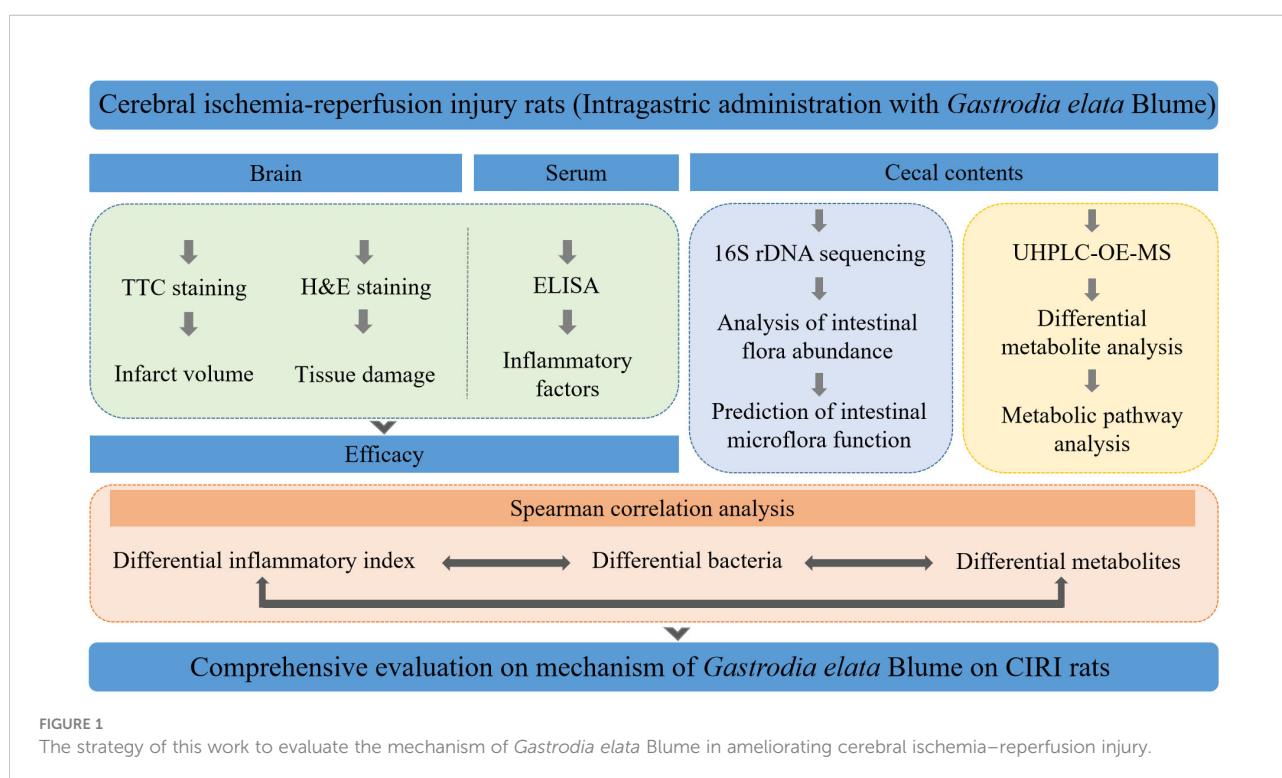 Cerebral ischemia-reperfusion injury rats (Intragastric administration with Gastrodia elata Blume)
Brain
Serum
Cecal contents
TTC staining
Infarct volume
H&E staining
Tissue damage
ELISA
Inflammatory
factors
16S rDNA sequencing
Analysis of intestinal
flora abundance
Prediction of intestinal
microflora function
UHPLC-OE-MS
Differential
metabolite analysis
Metabolic pathway
analysis
Efficacy
Spearman correlation analysis
Differential inflammatory index
Differential bacteria
Differential metabolites
Comprehensive evaluation on mechanism of Gastrodia elata Blume on CIRI rats
FIGURE 1
The strategy of this work to evaluate the mechanism of Gastrodia elata Blume in ameliorating cerebral ischemia–reperfusion injury.